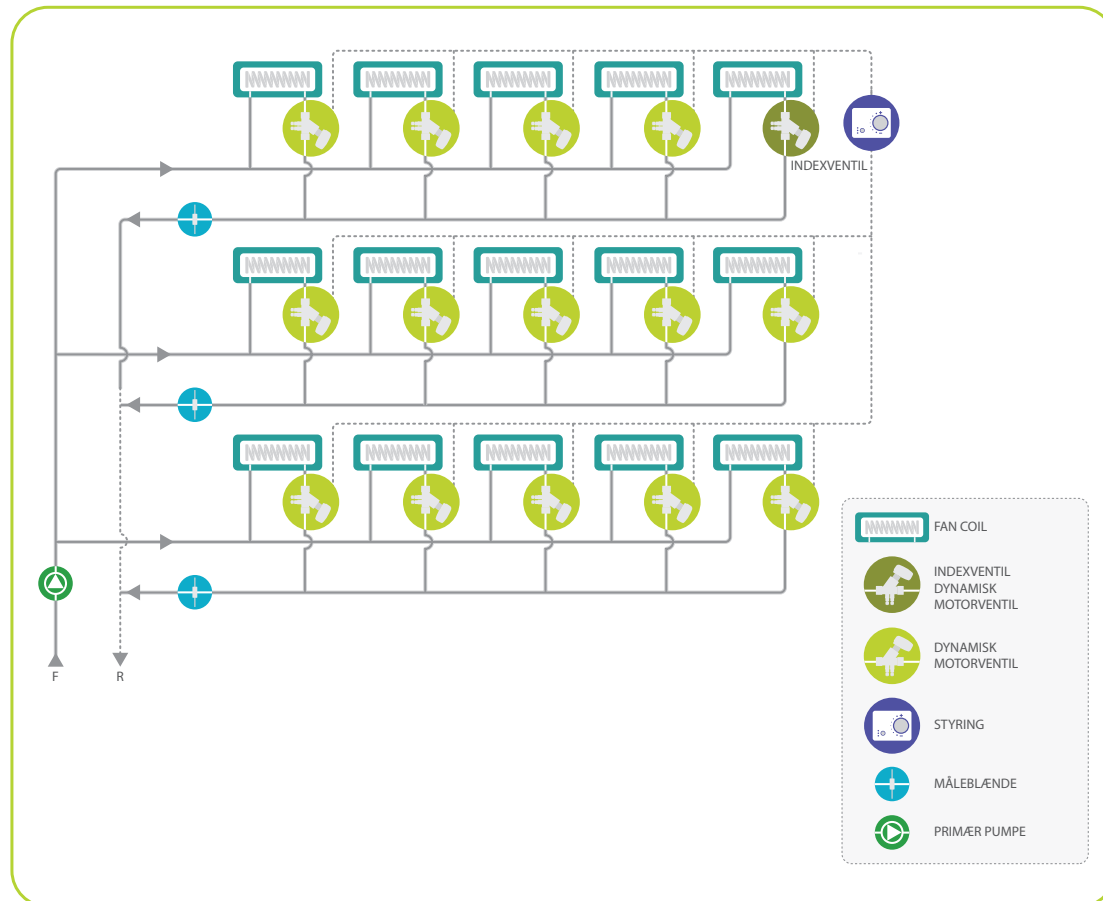 INDEXVENTIL
F
R
FAN COIL
INDEXVENTIL
DYNAMISK
MOTORVENTIL
DYNAMISK
MOTORVENTIL
STYRING
MÅLEBLÆNDE
PRIMÆR PUMPE